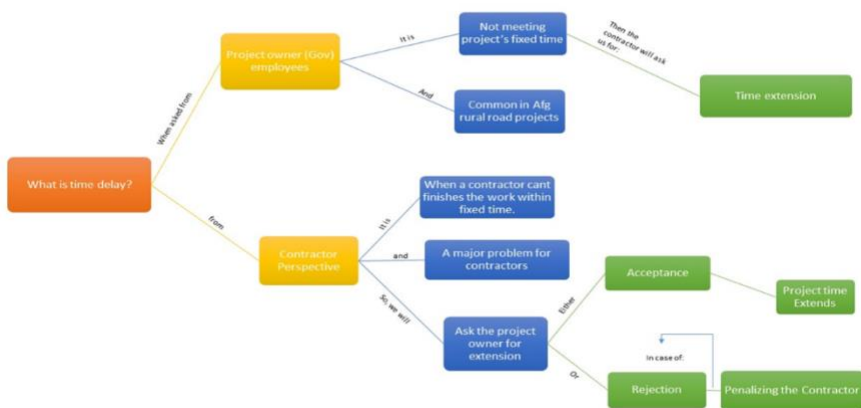 What is time delay?
When asked from
Project owner (Gov)
employees
It is
Not meeting
project's fixed time
Then the
contractor will ask
us for:
Time extension
And
Common in Afg
rural road projects
from
Contractor
Perspective
It is
When a contractor cant
finishes the work within
fixed time.
and
A major problem for
contractors
So, we will
Ask the project
owner for
extension
Either
Acceptance
Project time
Extends
Or
Rejection
In case of:
Penalizing the Contractor